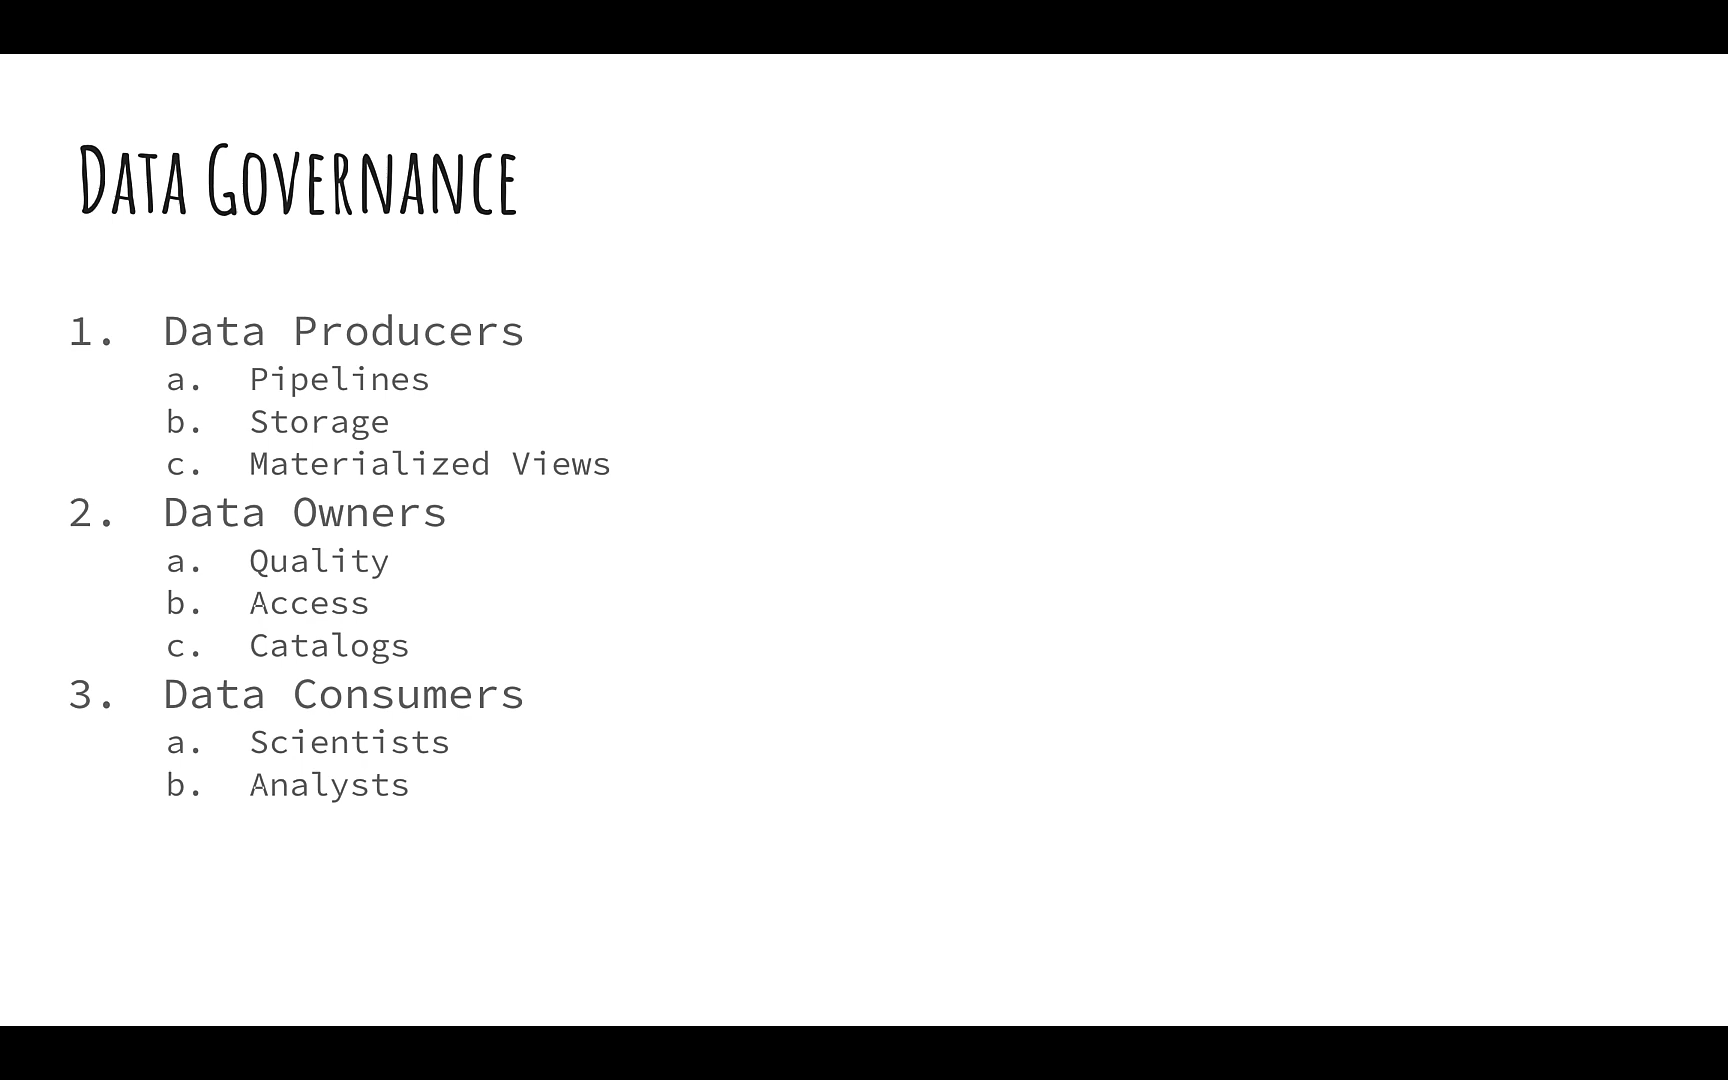 Data Governance
1. Data Producers
a. Pipelines
b. Storage
c. Materialized Views
2. Data Owners
a. Quality
b. Access
c. Catalogs
3. Data Consumers
a. Scientists
b. Analysts